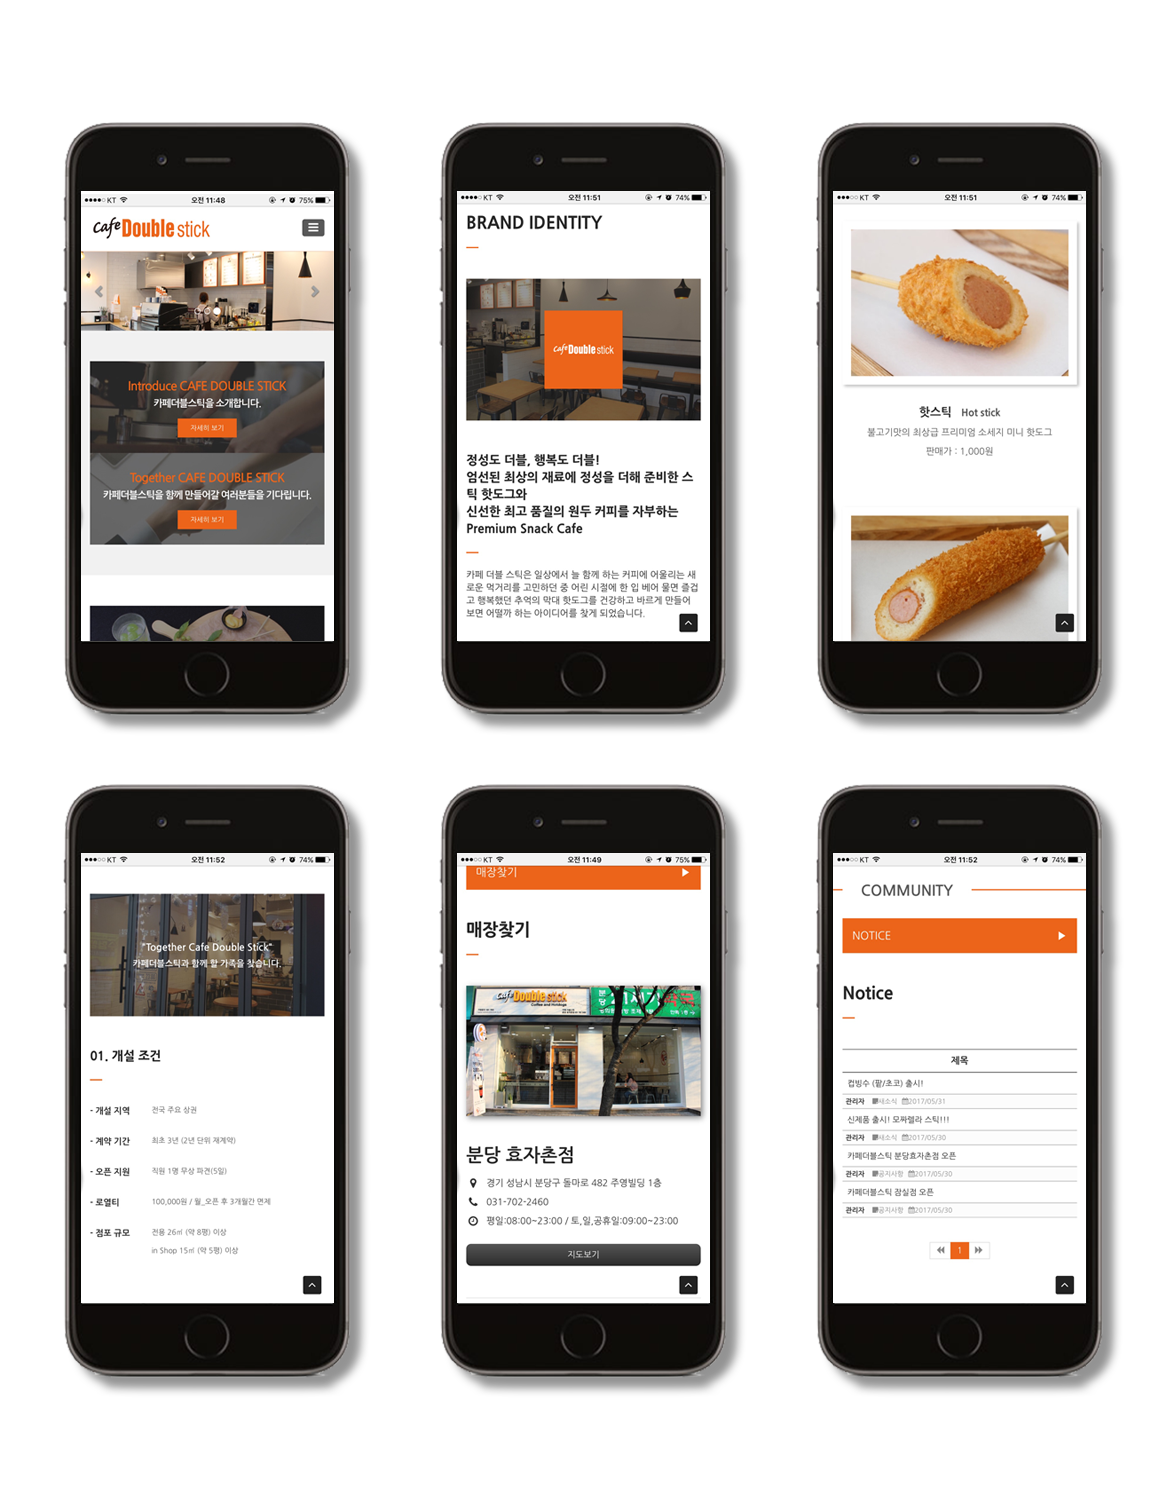 KT 오전 11:48 75%
cafe Double stick
Introduce CAFE DOUBLE STICK
카페더블스틱을 소개합니다.
자세히 보기
Together CAFE DOUBLE STICK
카페더블스틱을 함께 만들어갈 여러분들을 기다립니다.
자세히 보기
KT 오전 11:51 74%
BRAND IDENTITY
cafe Double stick
정성도 더블, 행복도 더블!
엄선된 최상의 재료에 정성을 더해 준비한 스
틱 핫도그와
신선한 최고 품질의 원두 커피를 자부하는
Premium Snack Cafe
카페 더블 스틱은 일상에서 늘 함께 하는 커피에 어울리는 새
로운 먹거리를 고민하던 중 어린 시절에 한 입 베어 물면 즐겁
고 행복했던 추억의 막대 핫도그를 건강하고 바르게 만들어
보면 어떨까 하는 아이디어를 찾게 되었습니다.
KT 오전 11:51 74%
핫스틱 Hot stick
불고기맛의 최상급 프리미엄 소세지 미니 핫도그
판매가 : 1,000원
KT 오전 11:52 74%
"Together Cafe Double Stick"
카페더블스틱과 함께 할 가족을 찾습니다.
01. 개설 조건
- 개설 지역 전국 주요 상권
- 계약 기간 최초 3년 (2년 단위 재계약)
- 오픈 지원 직원 1명 무상 파견(5일)
- 로열티 100,000원 / 월_오픈 후 3개월간 면제
- 점포 규모 전용 26㎡ (약 8평) 이상
in Shop 15㎡ (약 5평) 이상
KT 오전 11:49 75%
매장찾기
매장찾기
cafe Double stick
Coffee and Hotdogs
분당 효자촌점
경기 성남시 분당구 돌마로 482 주영빌딩 1층
031-702-2460
평일:08:00~23:00 / 토,일,공휴일:09:00~23:00
지도보기
KT 오전 11:52 74%
COMMUNITY
NOTICE
Notice
제목
컵빙수 (팥/초코) 출시!
관리자 새소식 2017/05/31
신제품 출시! 모짜렐라 스틱!!!
관리자 새소식 2017/05/30
카페더블스틱 분당효자촌점 오픈
관리자 공지사항 2017/05/30
카페더블스틱 잠실점 오픈
관리자 공지사항 2017/05/30
1